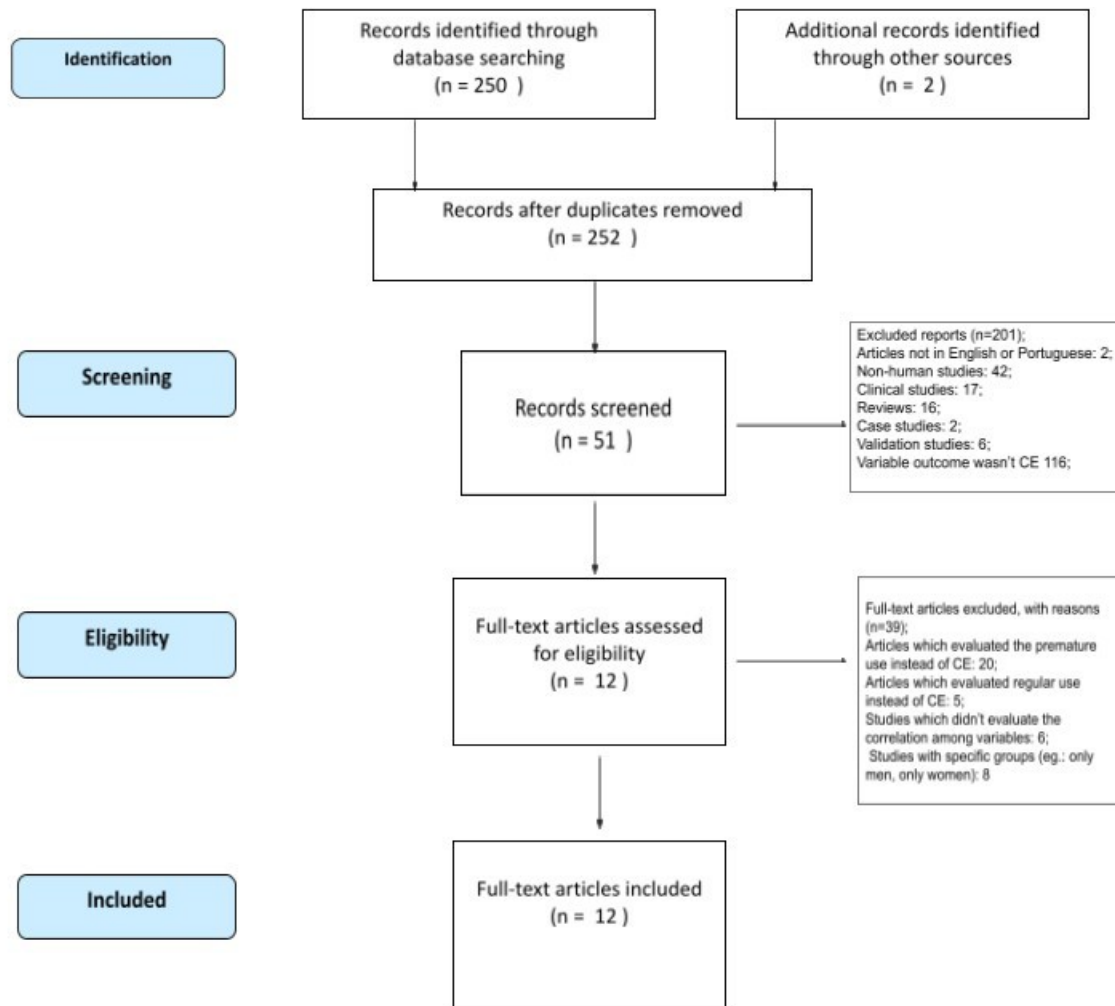 Identification
Records identified through
database searching
(n = 250 )
Additional records identified
through other sources
(n = 2 )
Records after duplicates removed
(n = 252 )
Screening
Records screened
(n = 51 )
Excluded reports (n=201);
Articles not in English or Portuguese: 2;
Non-human studies: 42;
Clinical studies: 17;
Reviews: 16;
Case studies: 2;
Validation studies: 6;
Variable outcome wasn't CE 116;
Eligibility
Full-text articles assessed
for eligibility
(n = 12 )
Full-text articles excluded, with reasons
(n=39);
Articles which evaluated the premature
use instead of CE: 20;
Articles which evaluated regular use
instead of CE: 5;
Studies which didn't evaluate the
correlation among variables: 6;
Studies with specific groups (eg.: only
men, only women): 8
Included
Full-text articles included
(n = 12 )